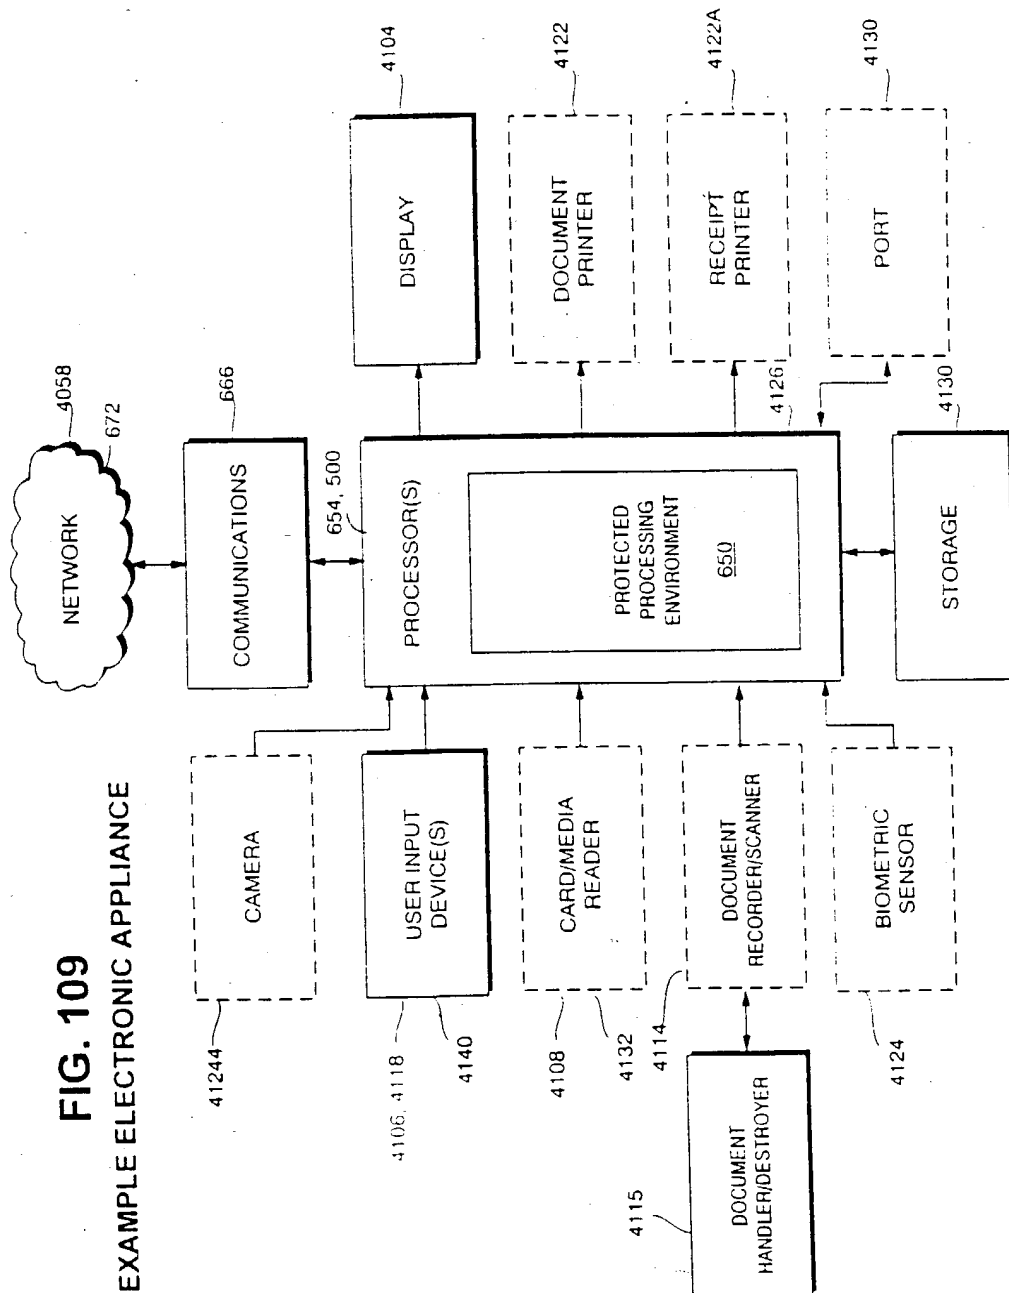 FIG. 109
EXAMPLE ELECTRONIC APPLIANCE
NETWORK
4058
672
COMMUNICATIONS
666
654, 500
PROCESSOR(S)
PROTECTED
PROCESSING
ENVIRONMENT
650
4126
CAMERA
41244
USER INPUT
DEVICE(S)
4106, 4118
4140
CARD/MEDIA
READER
4108
4132
DOCUMENT
RECORDER/SCANNER
4114
DOCUMENT
HANDLER/DESTROYER
4115
BIOMETRIC
SENSOR
4124
DISPLAY
4104
DOCUMENT
PRINTER
4122
RECEIPT
PRINTER
4122A
PORT
4130
STORAGE
4130